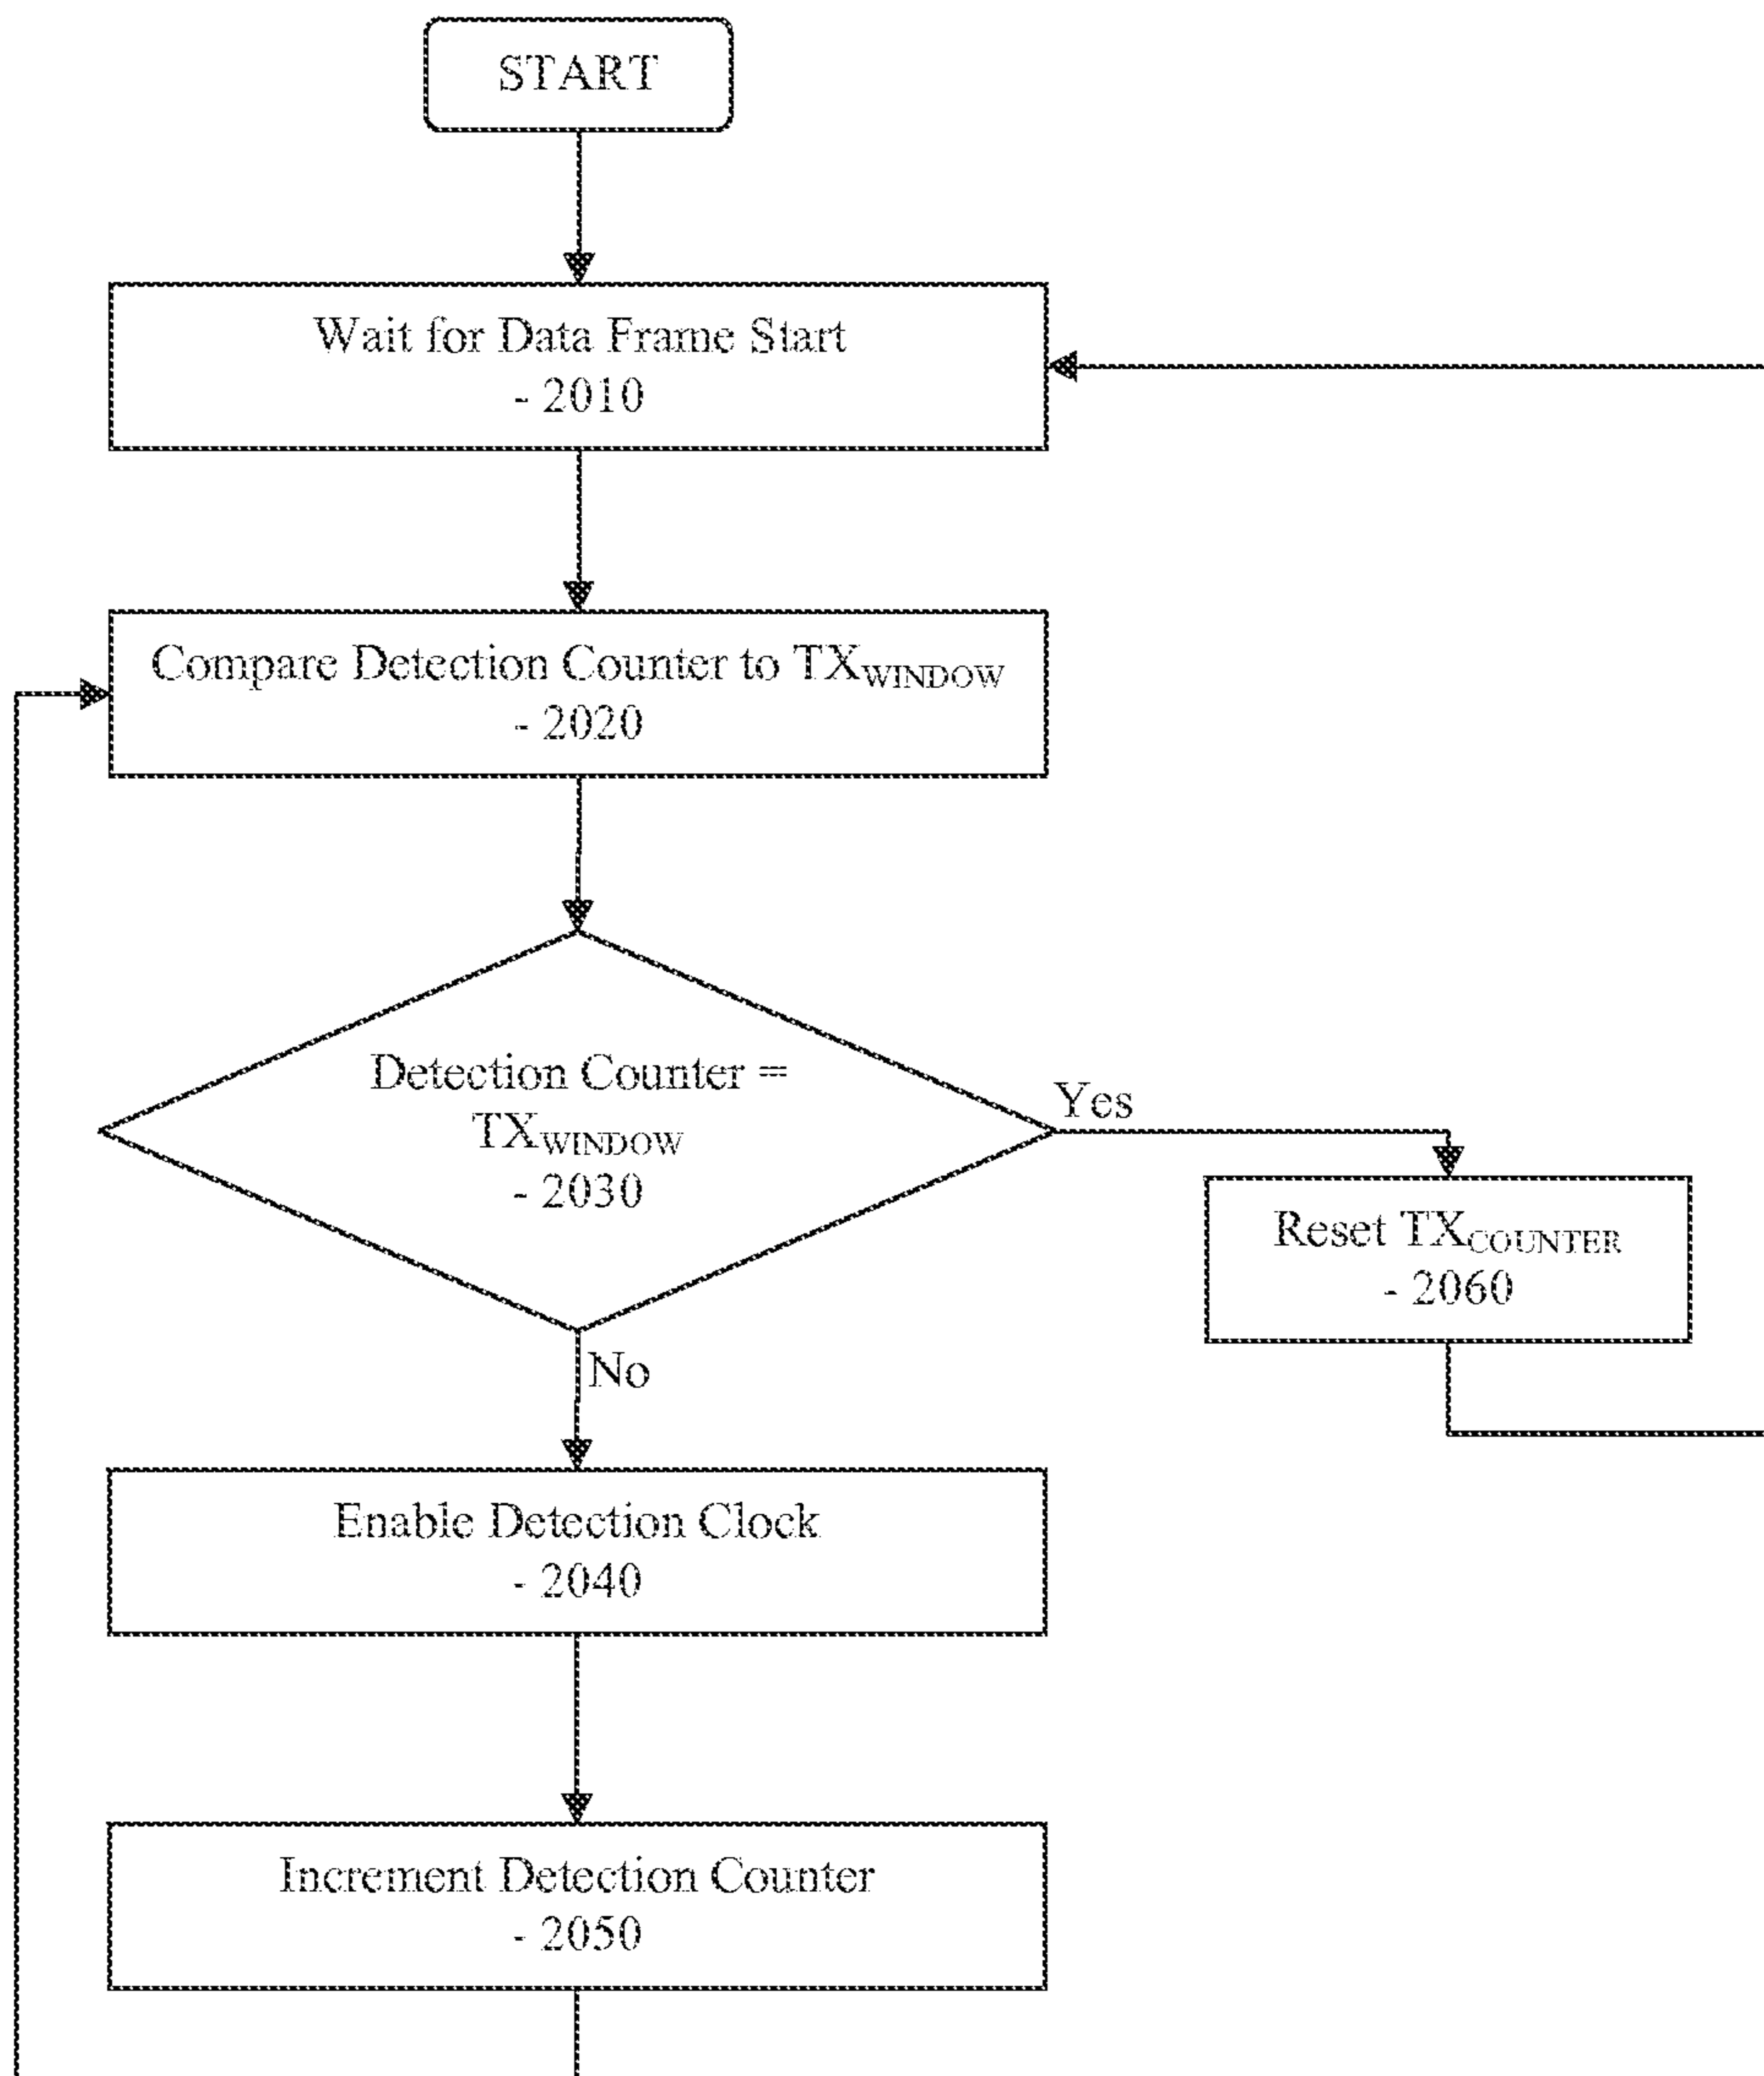 START
Wait for Data Frame Start
- 2010
Compare Detection Counter to TXWINDOW
- 2020
Detection Counter =
TXWINDOW
- 2030
Yes
Reset TXCOUNTER
- 2060
No
Enable Detection Clock
- 2040
Increment Detection Counter
- 2050